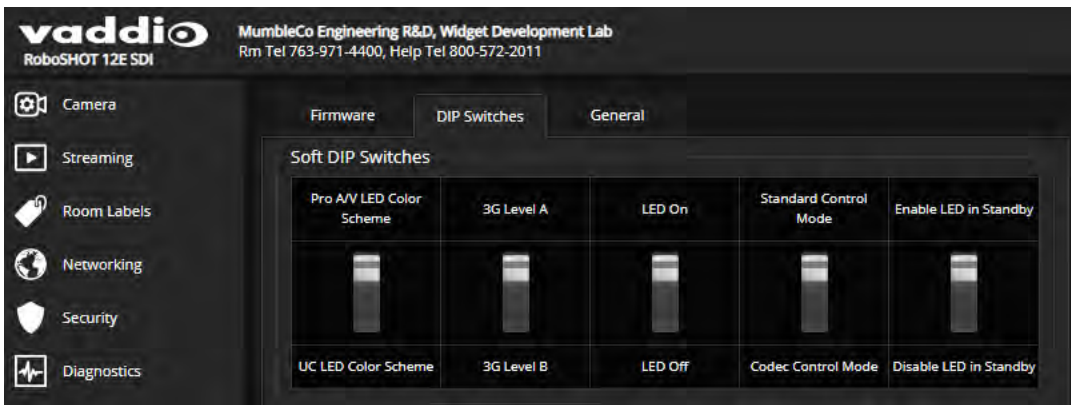 vaddio
RoboSHOT 12E SDI
MumbleCo Engineering R&D, Widget Development Lab
Rm Tel 763-971-4400, Help Tel 800-572-2011
Camera
Streaming
Room Labels
Networking
Security
Diagnostics
Firmware
DIP Switches
General
Soft DIP Switches
Pro A/V LED Color
Scheme
3G Level A
LED On
Standard Control
Mode
Enable LED in Standby
UC LED Color Scheme
3G Level B
LED Off
Codec Control Mode
Disable LED in Standby